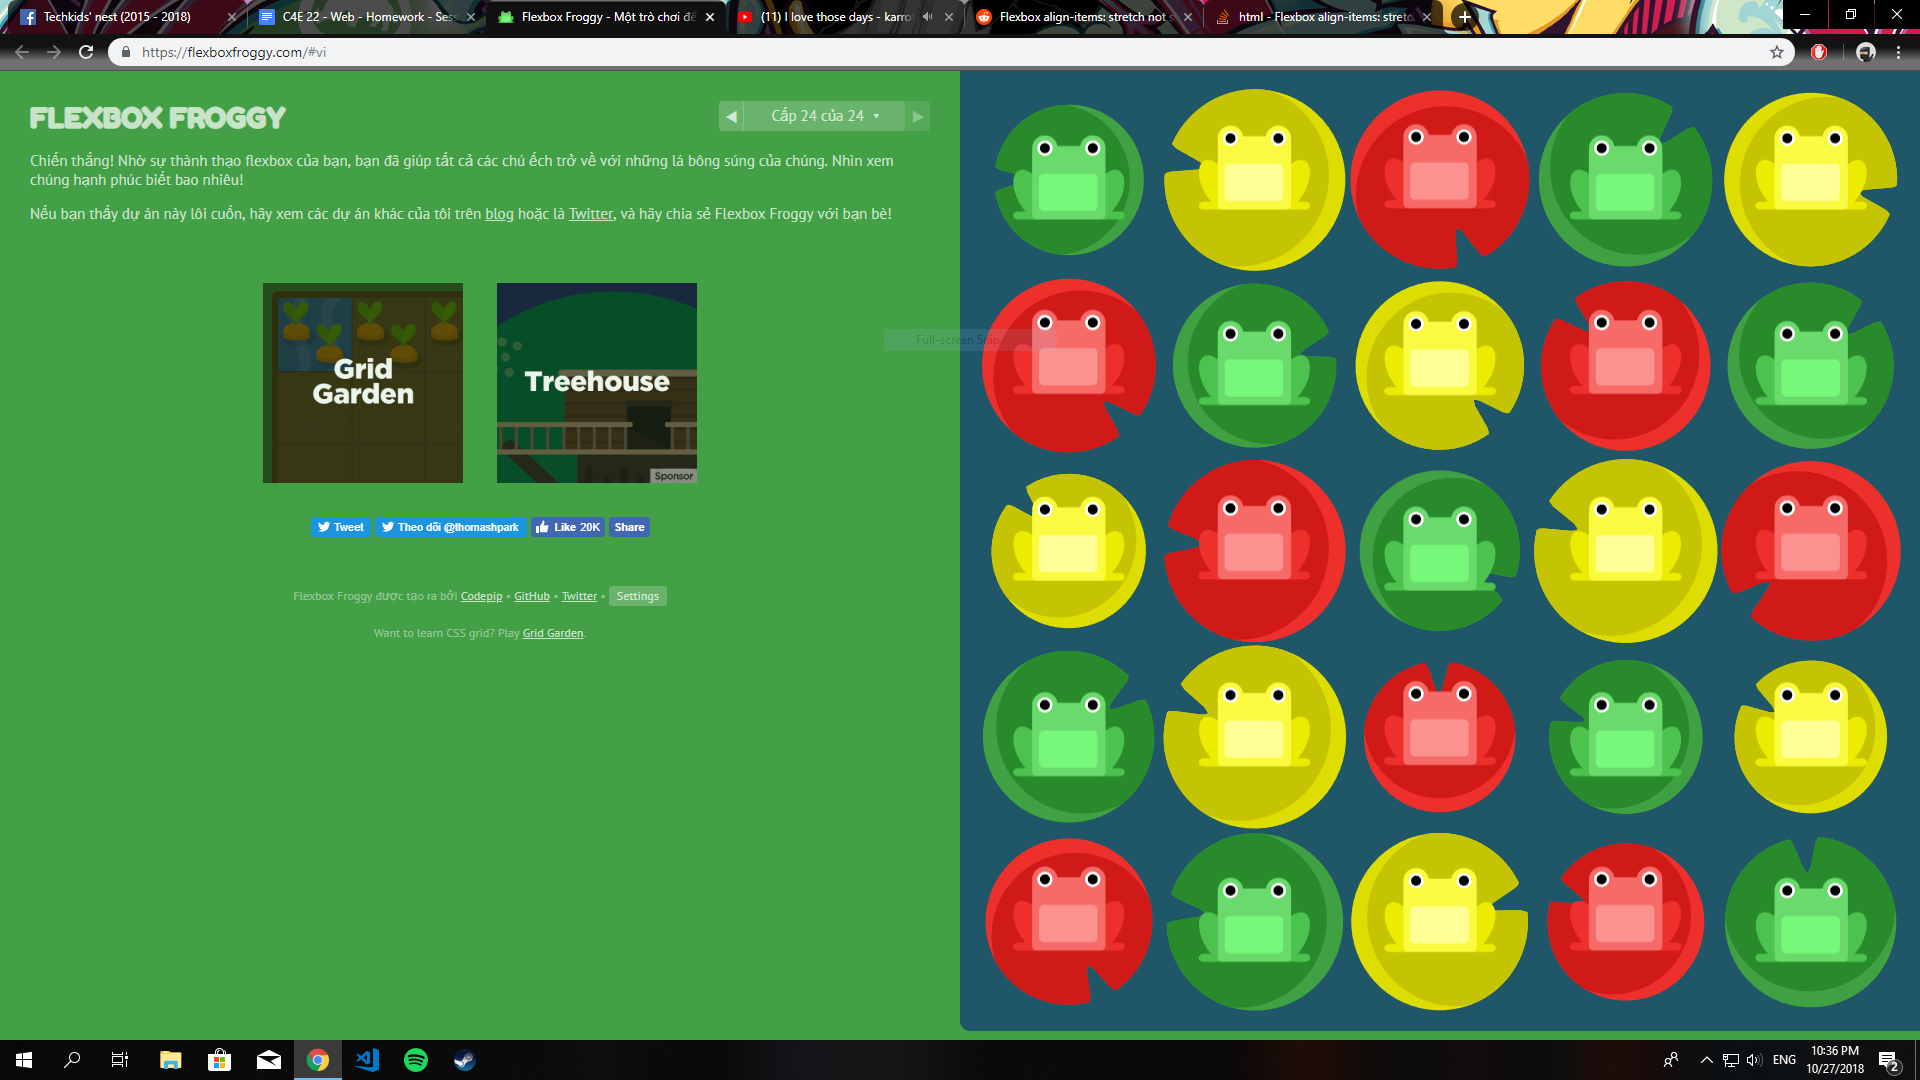 Techkids' nest (2015 - 2018)
C4E 22 - Web - Homework - Sess
Flexbox Froggy - Một trò chơi để
(11) I love those days - karro
Flexbox align-items: stretch not s
html - Flexbox align-items: stretc
https://flexboxfroggy.com/#vi
FLEXBOX FROGGY
Cấp 24 của 24
Chiến thắng! Nhờ sự thành thạo flexbox của bạn, bạn đã giúp tất cả các chú ếch trở về với những lá bông súng của chúng. Nhìn xem
chúng hạnh phúc biết bao nhiêu!
Nếu bạn thấy dự án này lôi cuốn, hãy xem các dự án khác của tôi trên blog hoặc là Twitter, và hãy chia sẻ Flexbox Froggy với bạn bè!
Full-screen Snip
Grid
Garden
Treehouse
Sponsor
Tweet
Theo dõi @thomashpark
Like 20K
Share
Flexbox Froggy được tạo ra bởi Codepip • GitHub • Twitter • Settings
Want to learn CSS grid? Play Grid Garden.
ENG
10:36 PM
10/27/2018
2